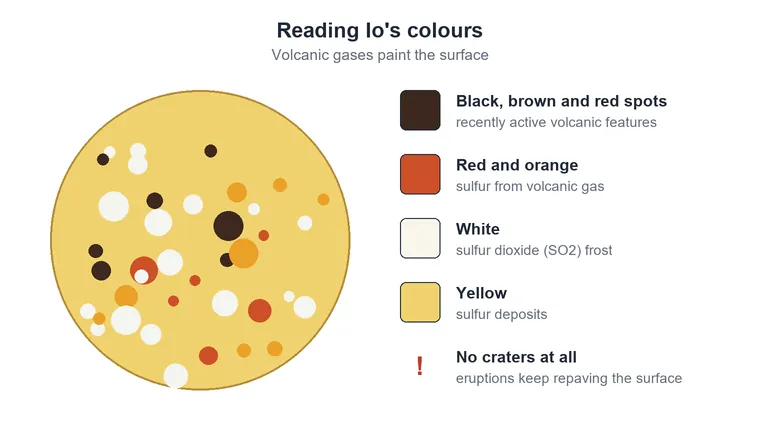 Reading Io's colours
Volcanic gases paint the surface
Black, brown and red spots
recently active volcanic features
Red and orange
sulfur from volcanic gas
White
sulfur dioxide (SO2) frost
Yellow
sulfur deposits
!
No craters at all
eruptions keep repaving the surface